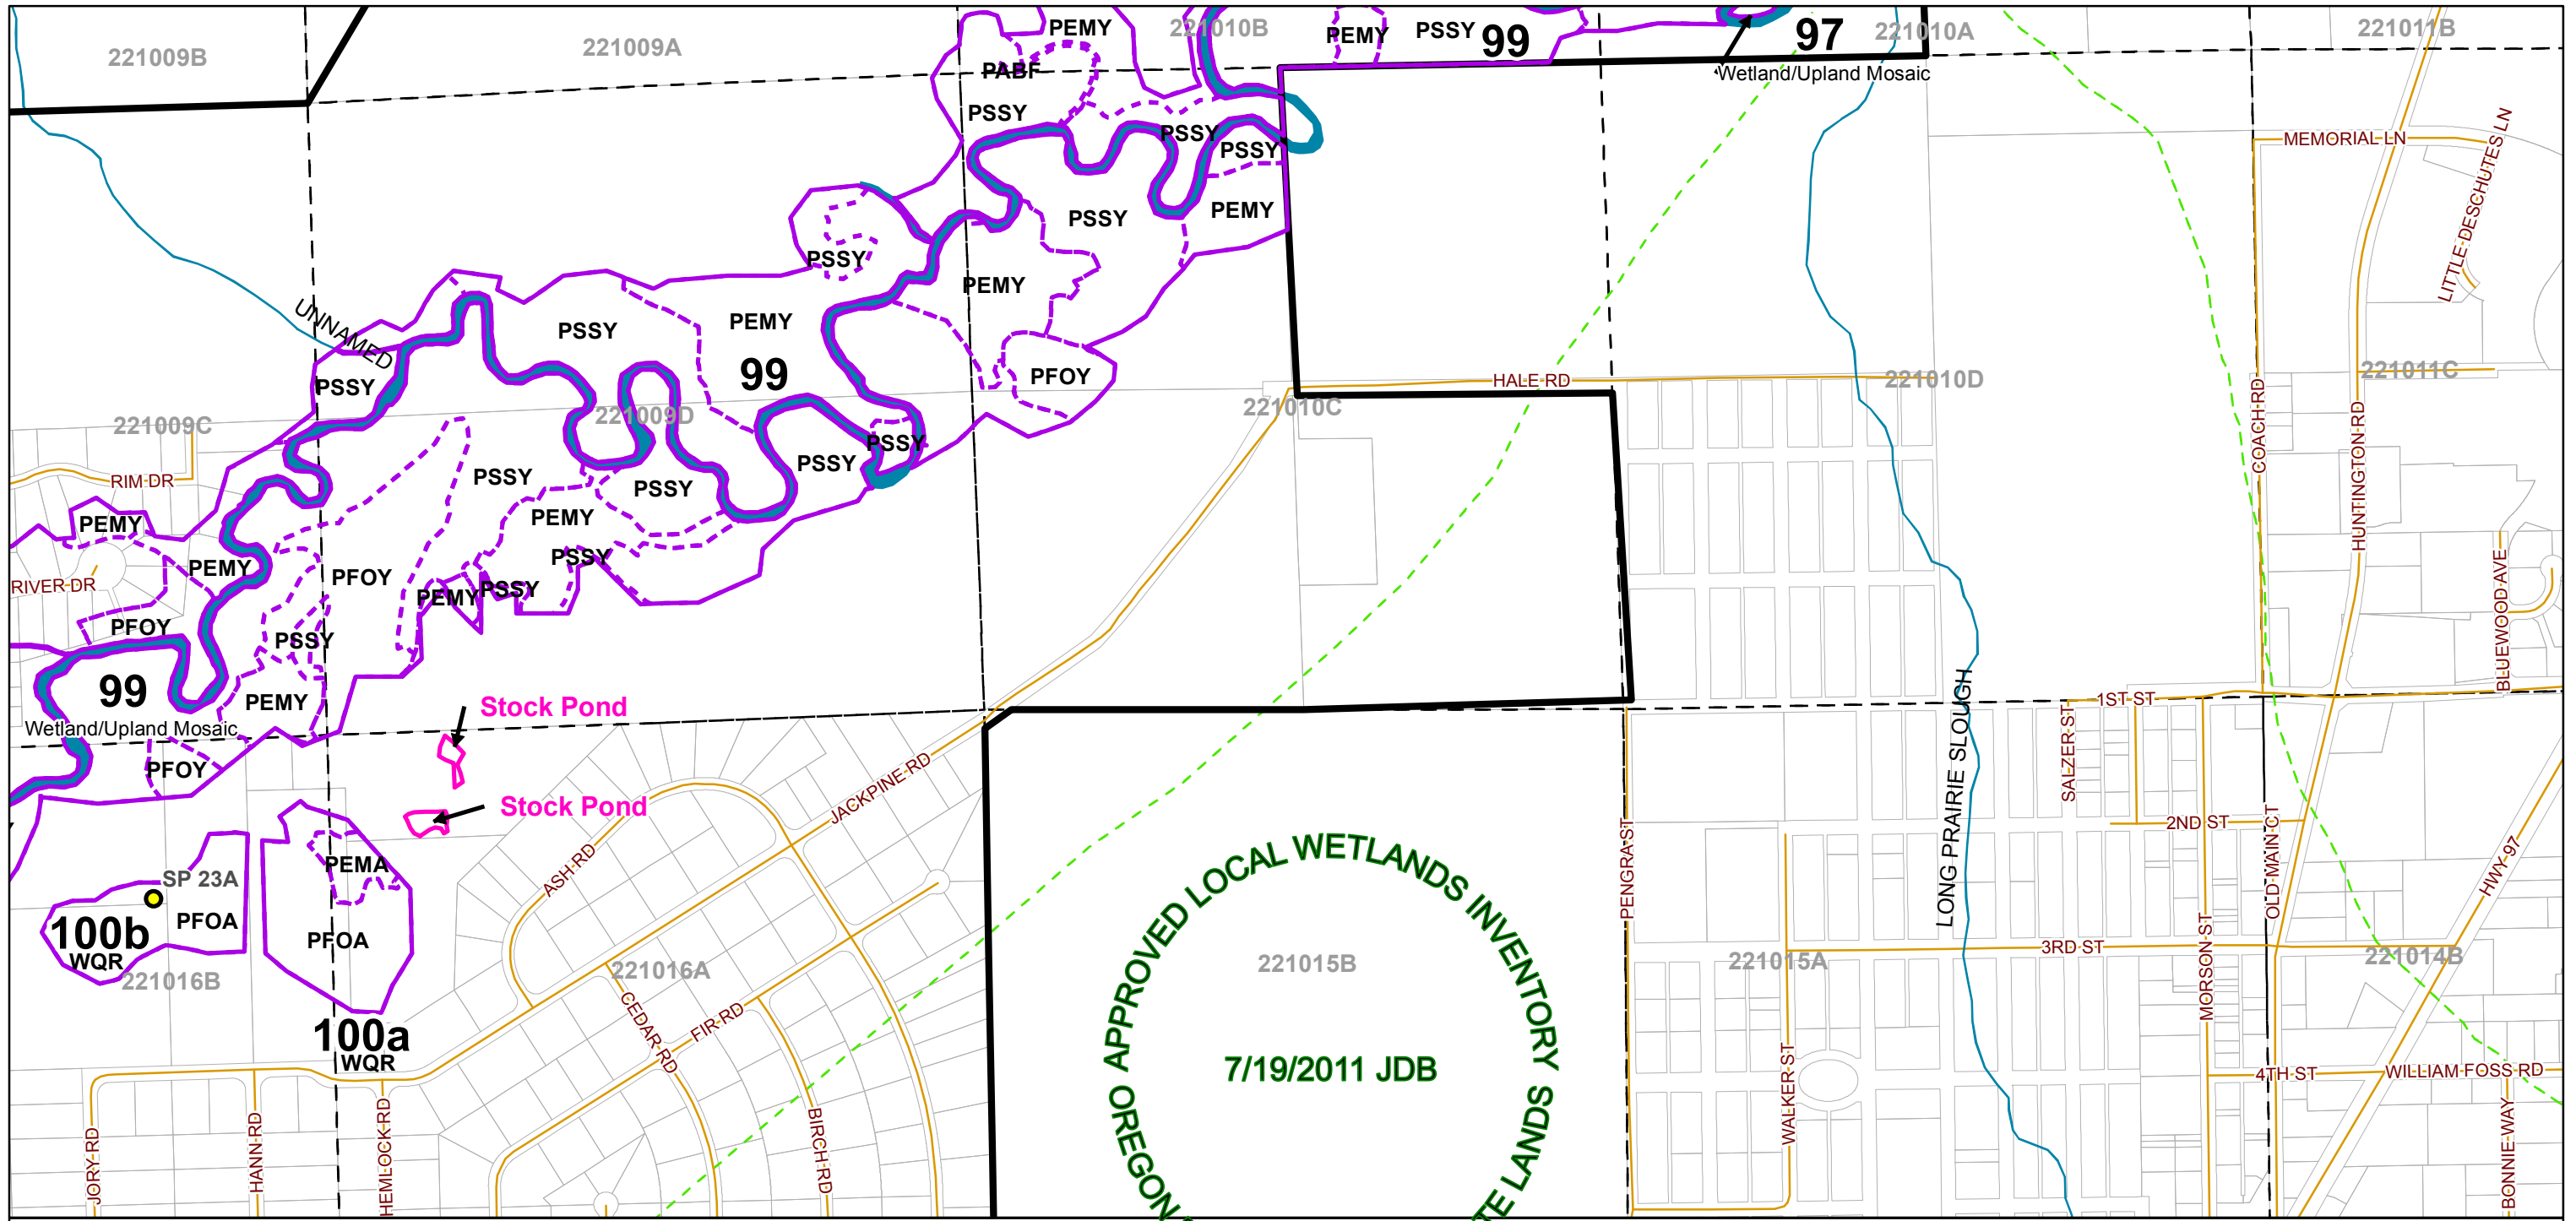 221009B
221009A
PEMY
221010B
PEMY
PSSY
99
97
221010A
221011B
PABF
Wetland/Upland Mosaic
PSSY
PSSY
PSSY
MEMORIAL LN
LITTLE DESCHUTES LN
PSSY
PEMY
PSSY
PEMY
UNNAMED
PSSY
PEMY
99
PSSY
PFOY
HALE RD
221010D
221011C
221009C
221009D
221010C
COACH RD
HUNTINGTON RD
PSSY
PSSY
PSSY
PSSY
RIM DR
PEMY
PEMY
PSSY
PEMY
PFOY
RIVER DR
PEMY
PSSY
BLUEWOOD AVE
PFOY
PSSY
99
PEMY
Wetland/Upland Mosaic
Stock Pond
LONG PRAIRIE SLOUGH
SALZER ST
1ST ST
PFOY
JACKPINE RD
Stock Pond
PENGRA ST
2ND ST
OLD MAIN CT
HWY 97
ASH RD
PEMA
SP 23A
PFOA
100b
WQR
PFOA
APPROVED LOCAL WETLANDS INVENTORY
221016B
221016A
221015B
221015A
3RD ST
MORSON ST
221014B
100a
WQR
CEDAR RD
FIR RD
7/19/2011 JDB
WALKER ST
4TH ST
WILLIAM FOSS RD
JORY RD
HANN RD
HEMLOCK RD
BIRCH RD
OREGON
TE LANDS
BONNIE WAY